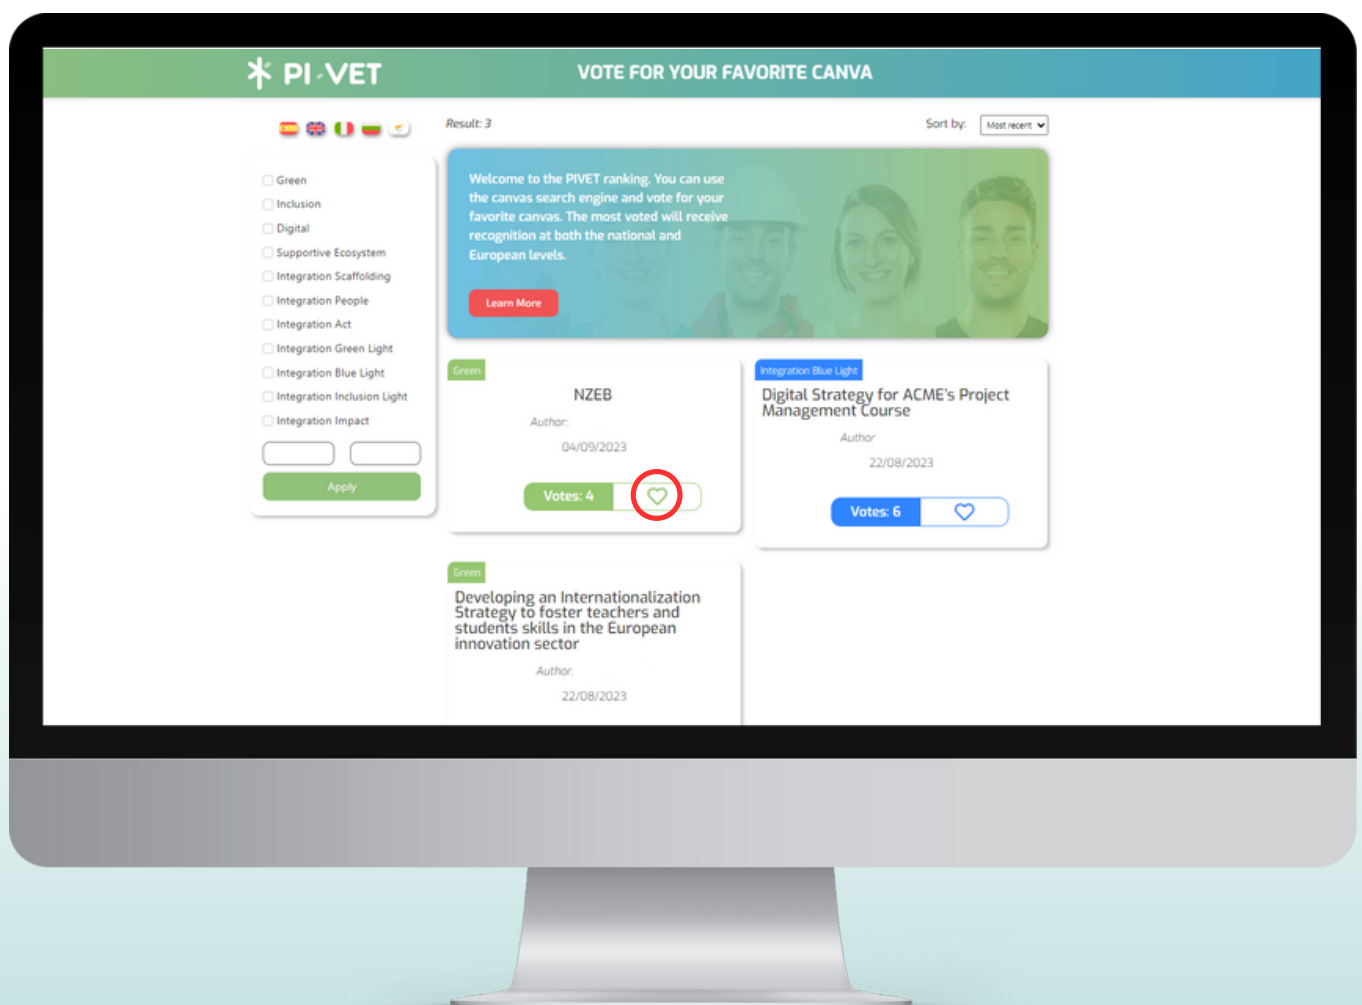 PI·VET
VOTE FOR YOUR FAVORITE CANVA
Result: 3
Sort by:
Most recent
Green
Inclusion
Digital
Supportive Ecosystem
Integration Scaffolding
Integration People
Integration Act
Integration Green Light
Integration Blue Light
Integration Inclusion Light
Integration Impact
Apply
Welcome to the PIVET ranking. You can use
the canvas search engine and vote for your
favorite canvas. The most voted will receive
recognition at both the national and
European levels.
Learn More
Green
NZEB
Author:
04/09/2023
Votes: 4
Integration Blue Light
Digital Strategy for ACME's Project
Management Course
Author
22/08/2023
Votes: 6
Green
Developing an Internationalization
Strategy to foster teachers and
students skills in the European
innovation sector
Author:
22/08/2023